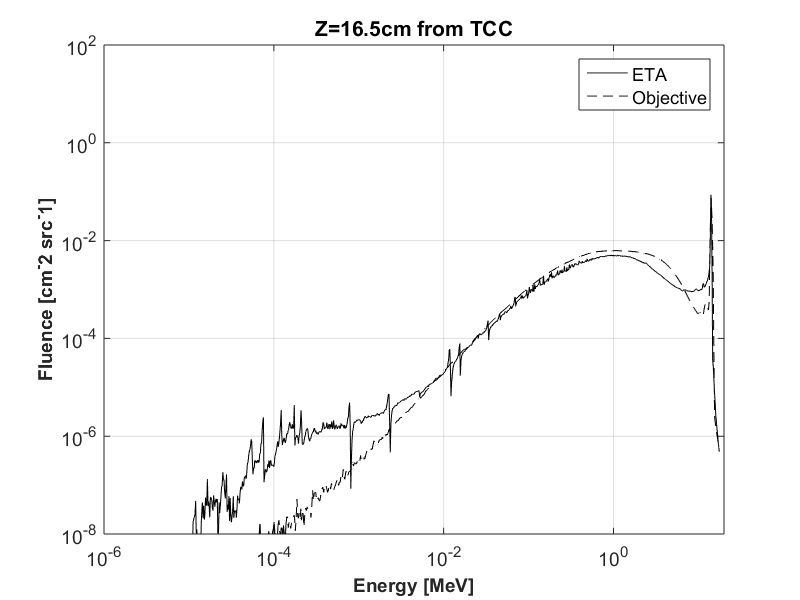 Z=16.5cm from TCC
ETA
Objective
10^2
10^0
10^-2
10^-4
10^-6
10^-8
Fluence [cm^-2 src^-1]
10^-6
10^-4
10^-2
10^0
Energy [MeV]